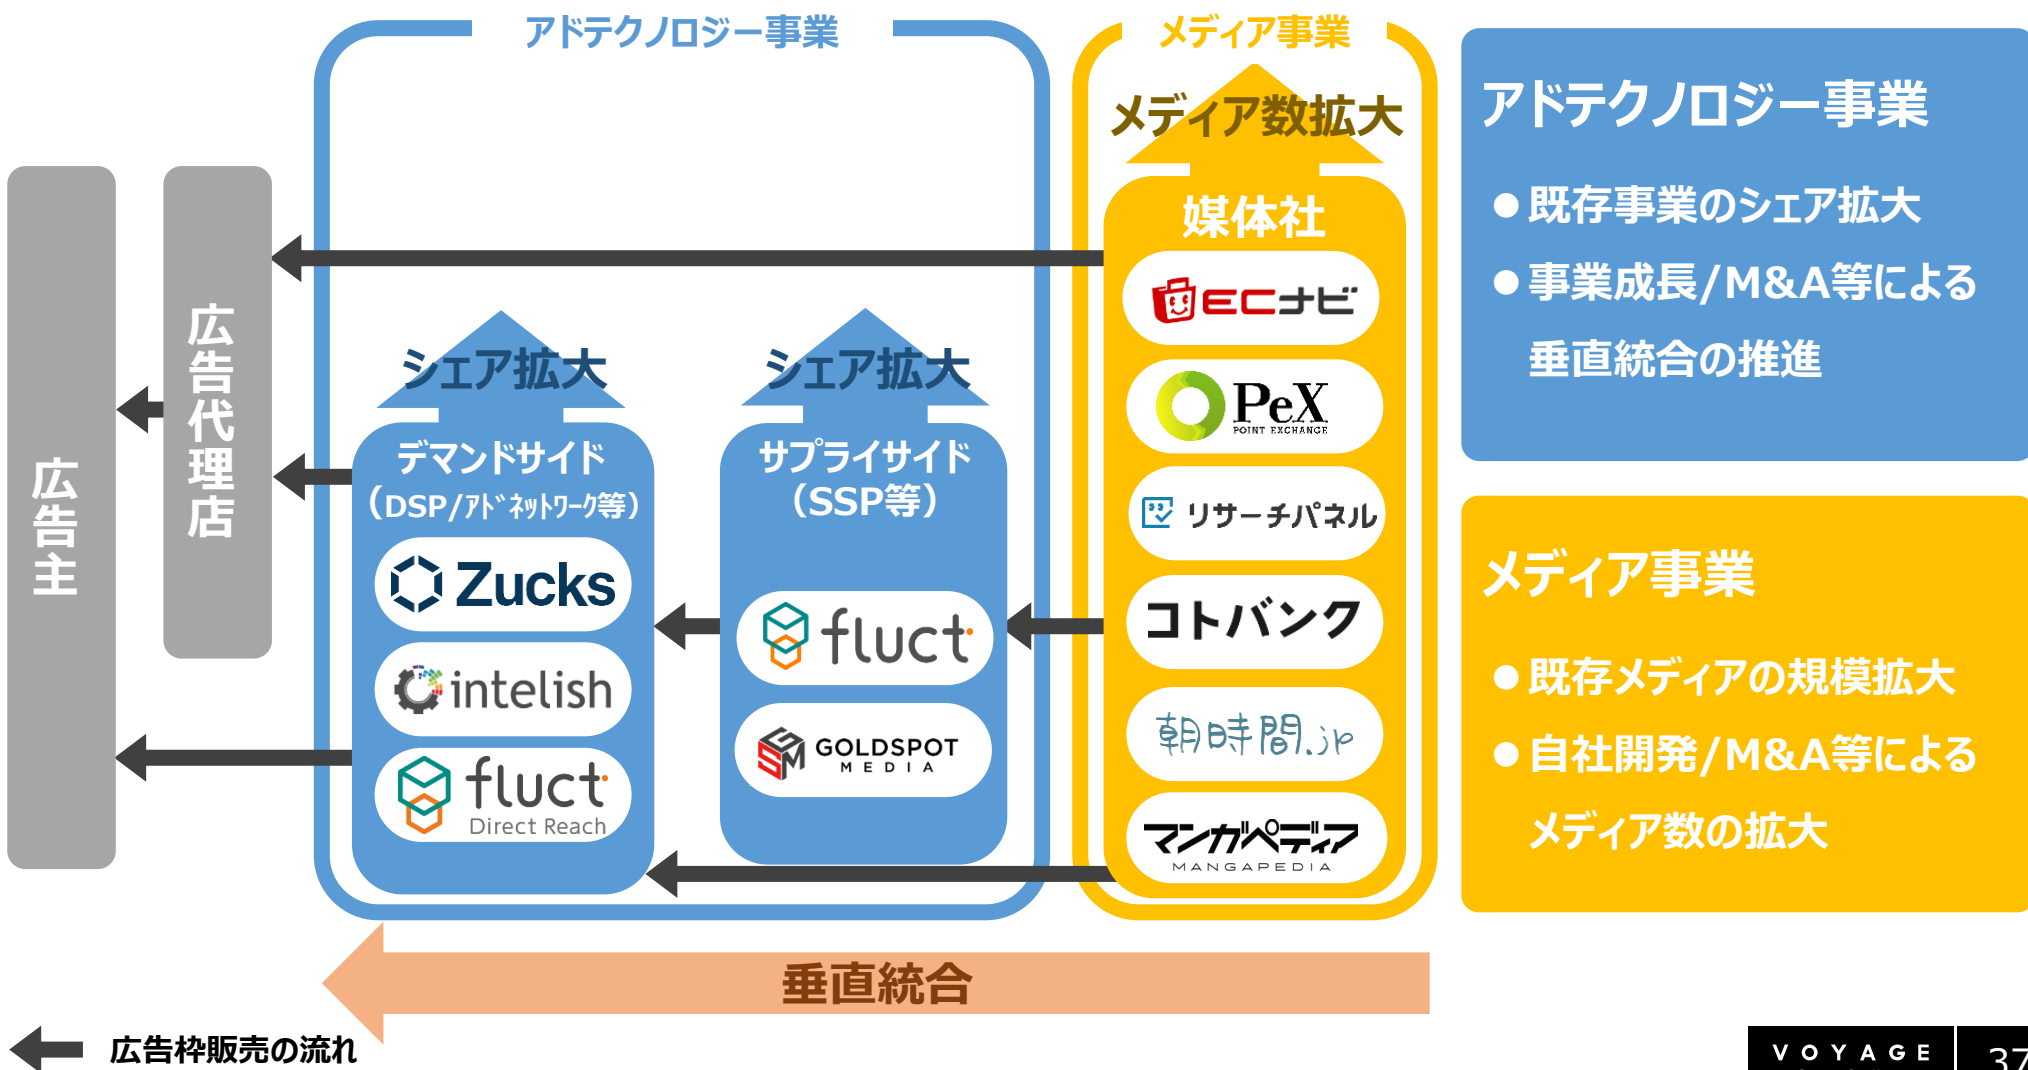 アドテクノロジー事業
メディア事業
メディア数拡大
媒体社
ECナビ
PeX
POINT EXCHANGE
リサーチパネル
コトバンク
朝時間.jp
マンガペディア
MANGAPEDIA
シェア拡大
サプライサイド
（SSP等）
fluct
GOLDSPOT
MEDIA
シェア拡大
デマンドサイド
（DSP/ｱﾄﾞﾈｯﾄﾜｰｸ等）
Zucks
intelish
fluct
Direct Reach
広告代理店
広告主
垂直統合
広告枠販売の流れ
アドテクノロジー事業
●既存事業のシェア拡大
●事業成長/M&A等による
垂直統合の推進
メディア事業
●既存メディアの規模拡大
●自社開発/M&A等による
メディア数の拡大
VOYAGE
37